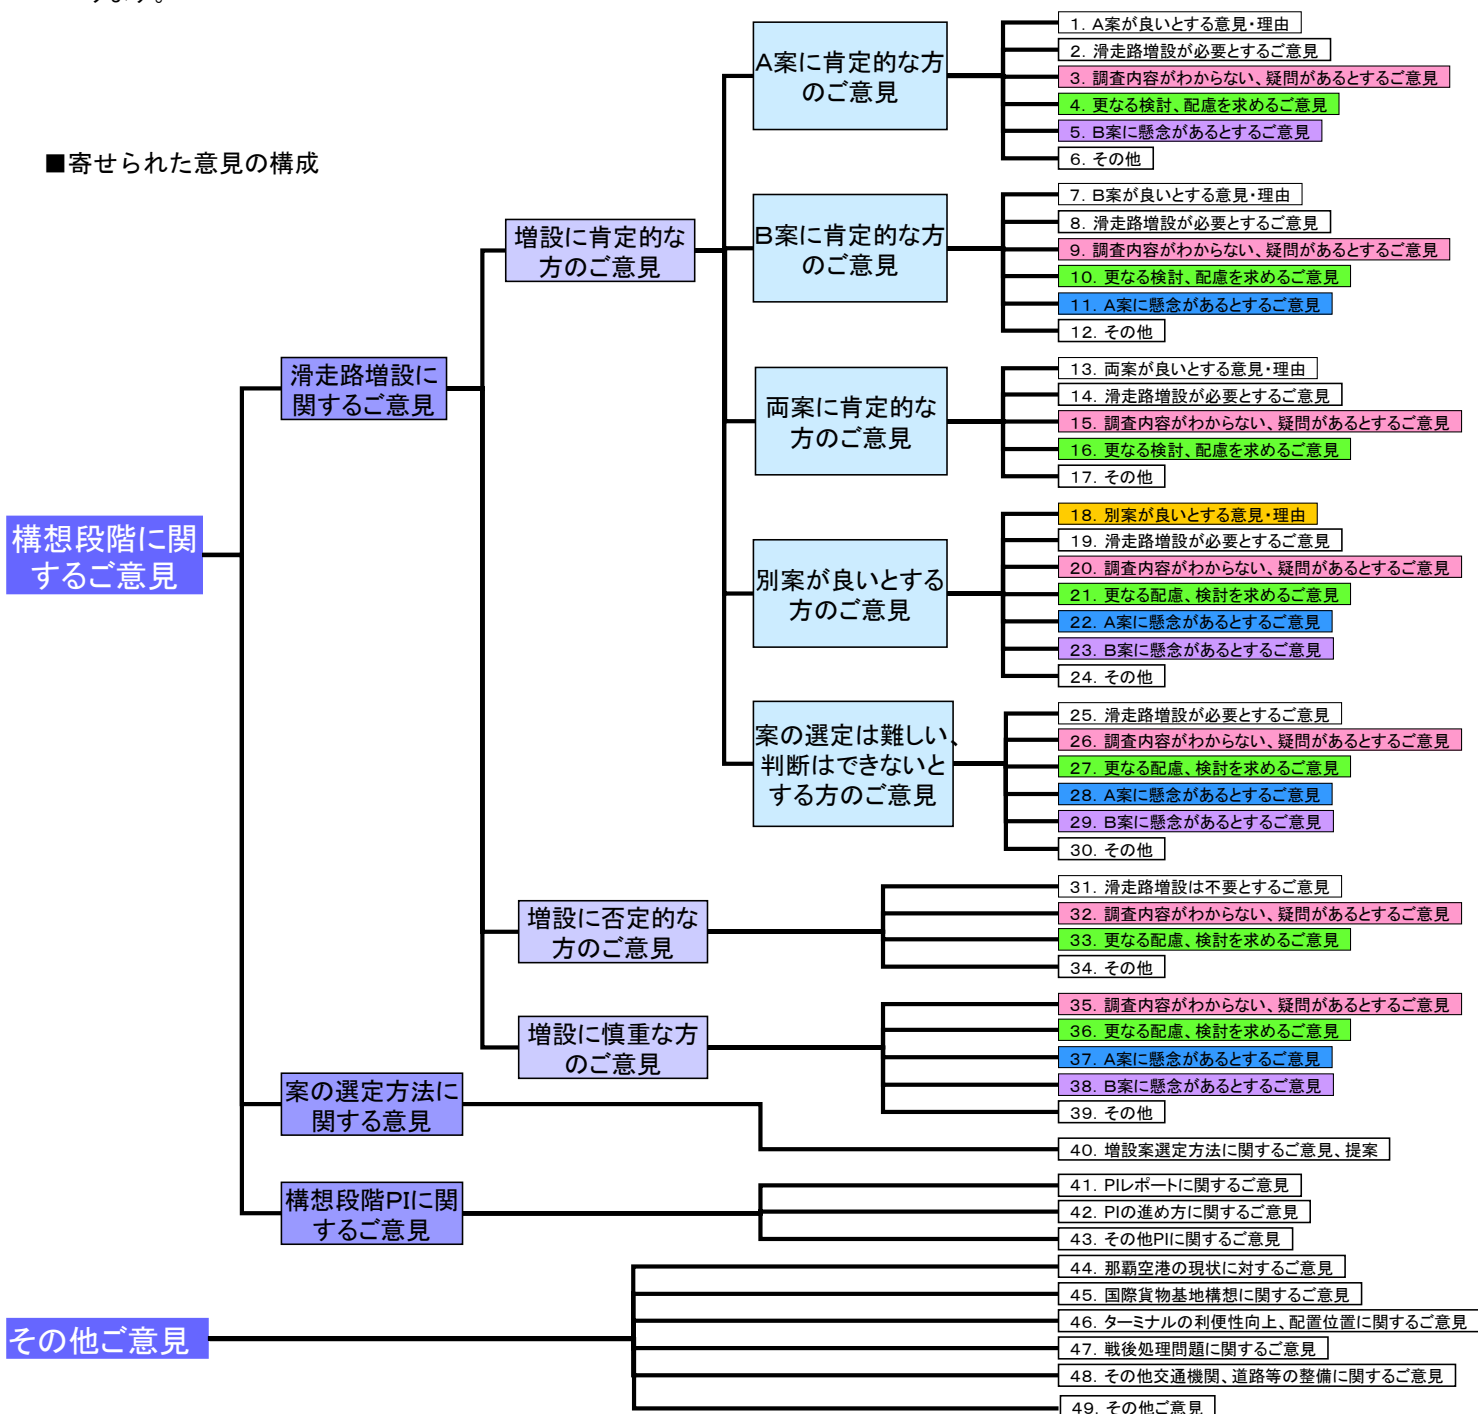 ります。
■寄せられた意見の構成
構想段階に関
するご意見
滑走路増設に
関するご意見
増設に肯定的な
方のご意見
A案に肯定的な方
のご意見
1. A案が良いとする意見・理由
2. 滑走路増設が必要とするご意見
3. 調査内容がわからない、疑問があるとするご意見
4. 更なる検討、配慮を求めるご意見
5. B案に懸念があるとするご意見
6. その他
B案に肯定的な方
のご意見
7. B案が良いとする意見・理由
8. 滑走路増設が必要とするご意見
9. 調査内容がわからない、疑問があるとするご意見
10. 更なる検討、配慮を求めるご意見
11. A案に懸念があるとするご意見
12. その他
両案に肯定的な
方のご意見
13. 両案が良いとする意見・理由
14. 滑走路増設が必要とするご意見
15. 調査内容がわからない、疑問があるとするご意見
16. 更なる検討、配慮を求めるご意見
17. その他
別案が良いとする
方のご意見
18. 別案が良いとする意見・理由
19. 滑走路増設が必要とするご意見
20. 調査内容がわからない、疑問があるとするご意見
21. 更なる配慮、検討を求めるご意見
22. A案に懸念があるとするご意見
23. B案に懸念があるとするご意見
24. その他
案の選定は難しい、
判断はできないと
する方のご意見
25. 滑走路増設が必要とするご意見
26. 調査内容がわからない、疑問があるとするご意見
27. 更なる配慮、検討を求めるご意見
28. A案に懸念があるとするご意見
29. B案に懸念があるとするご意見
30. その他
増設に否定的な
方のご意見
31. 滑走路増設は不要とするご意見
32. 調査内容がわからない、疑問があるとするご意見
33. 更なる配慮、検討を求めるご意見
34. その他
増設に慎重な方
のご意見
35. 調査内容がわからない、疑問があるとするご意見
36. 更なる配慮、検討を求めるご意見
37. A案に懸念があるとするご意見
38. B案に懸念があるとするご意見
39. その他
案の選定方法に
関する意見
40. 増設案選定方法に関するご意見、提案
構想段階PIに関
するご意見
41. PIレポートに関するご意見
42. PIの進め方に関するご意見
43. その他PIに関するご意見
その他ご意見
44. 那覇空港の現状に対するご意見
45. 国際貨物基地構想に関するご意見
46. ターミナルの利便性向上、配置位置に関するご意見
47. 戦後処理問題に関するご意見
48. その他交通機関、道路等の整備に関するご意見
49. その他ご意見